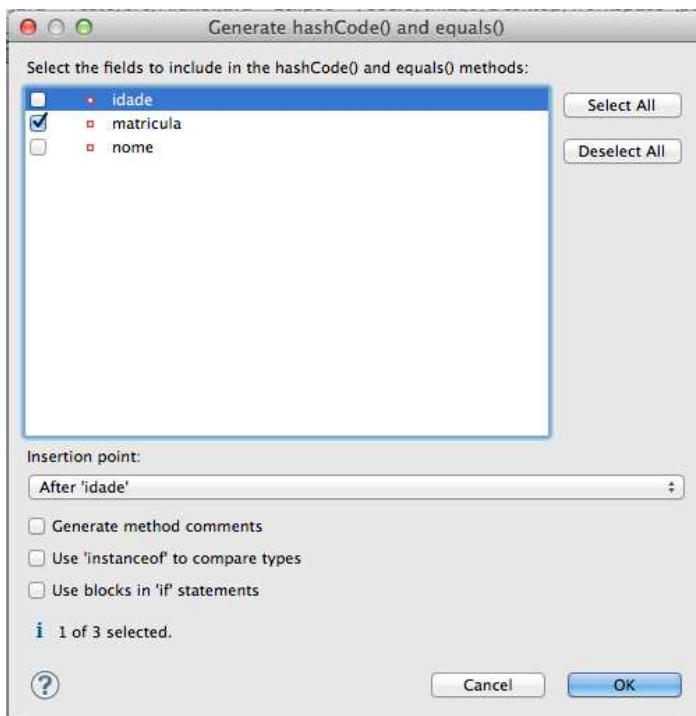 Generate hashCode() and equals()
Select the fields to include in the hashCode() and equals() methods:
idade
matricula
nome
Select All
Deselect All
Insertion point:
After 'idade'
Generate method comments
Use 'instanceof' to compare types
Use blocks in 'if' statements
i 1 of 3 selected.
?
Cancel
OK